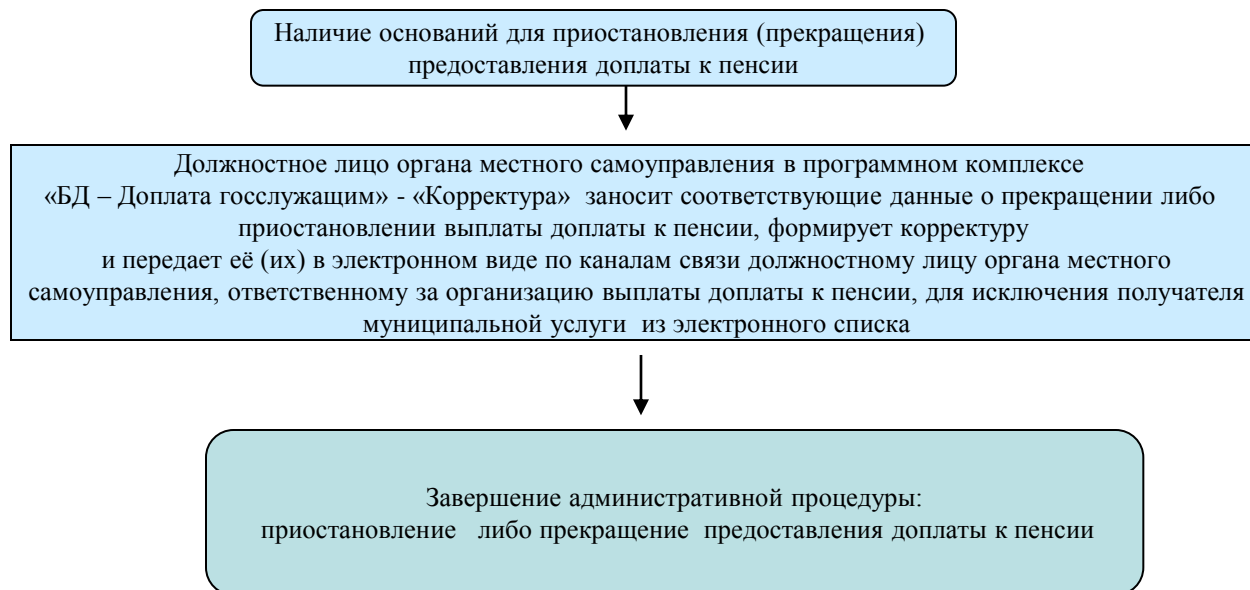 Наличие оснований для приостановления (прекращения)
предоставления доплаты к пенсии
Должностное лицо органа местного самоуправления в программном комплексе
«БД – Доплата госслужащим» - «Корректура» заносит соответствующие данные о прекращении либо
приостановлении выплаты доплаты к пенсии, формирует корректуру
и передает её (их) в электронном виде по каналам связи должностному лицу органа местного
самоуправления, ответственному за организацию выплаты доплаты к пенсии, для исключения получателя
муниципальной услуги из электронного списка
Завершение административной процедуры:
приостановление либо прекращение предоставления доплаты к пенсии